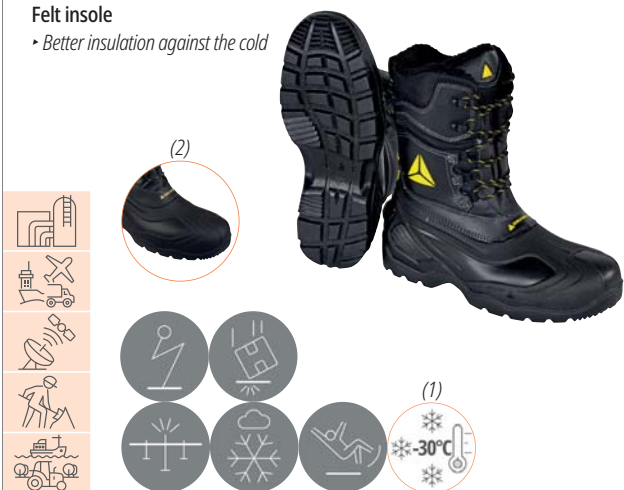 Felt insole
‣ Better insulation against the cold
(2)
(1)
-30°C